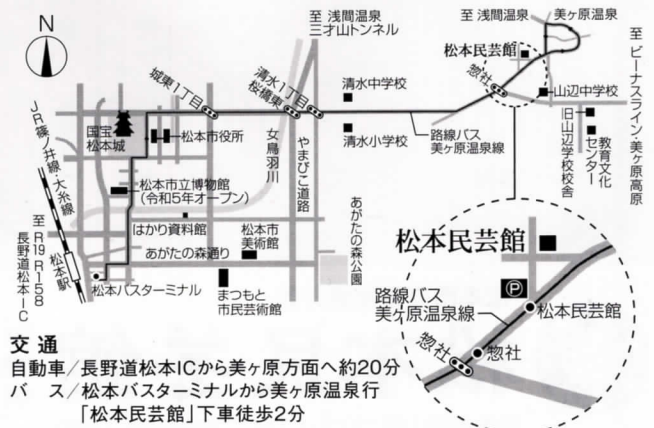 N
至 浅間温泉
三才山トンネル
至 浅間温泉
美ヶ原温泉
松本民芸館
惣社
山辺中学校
至 ビーナスライン・美ヶ原高原
旧山辺学校校舎
教育文化
センター
城東1丁目
清水1丁目
桜橋東
清水中学校
清水小学校
路線バス
美ヶ原温泉線
国宝
松本城
松本市役所
女鳥羽川
やまびこ道路
JR篠ノ井線・大糸線
松本市立博物館
(令和5年オープン)
はかり資料館
松本市
美術館
あがたの森通り
あがたの森公園
至 R19 R158
長野道松本IC
松本駅
松本バスターミナル
まつもと
市民芸術館
松本民芸館
P
路線バス
美ヶ原温泉線
松本民芸館
惣社
惣社
交 通
自動車/長野道松本ICから美ヶ原方面へ約20分
バ ス/松本バスターミナルから美ヶ原温泉行
「松本民芸館」下車徒歩2分